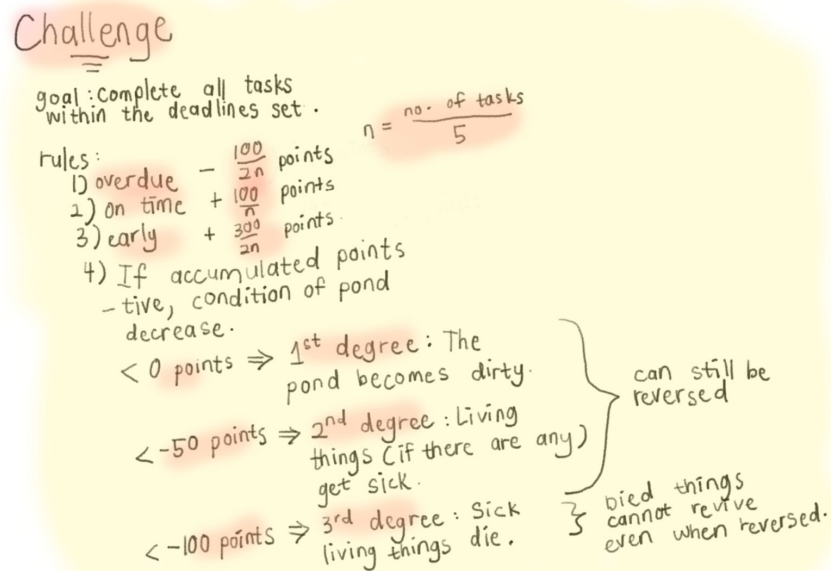 Challenge
goal : Complete all tasks
within the deadlines set .
n = no. of tasks / 5
rules :
1) overdue - 100/2n points
2) on time + 100/n points
3) early + 300/2n points.
4) If accumulated points
-tive, condition of pond
decrease.
< 0 points ⇒ 1st degree : The
pond becomes dirty.
< -50 points ⇒ 2nd degree : Living
things (if there are any)
get sick.
can still be
reversed
< -100 points ⇒ 3rd degree : Sick
living things die.
Died things
cannot revive
even when reversed.